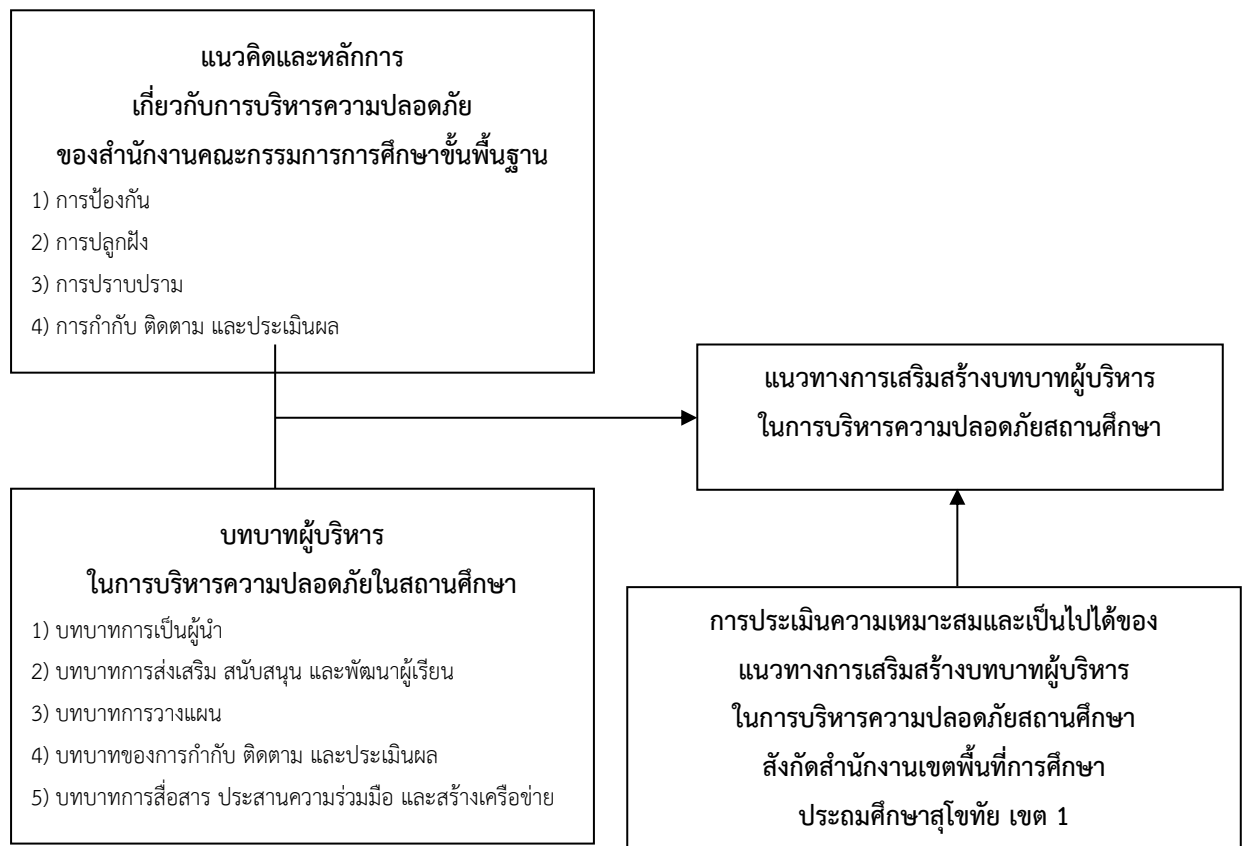 แนวคิดและหลักการ
เกี่ยวกับการบริหารความปลอดภัย
ของสำนักงานคณะกรรมการการศึกษาขั้นพื้นฐาน
1) การป้องกัน
2) การปลูกฝัง
3) การปราบปราม
4) การกำกับ ติดตาม และประเมินผล
แนวทางการเสริมสร้างบทบาทผู้บริหาร
ในการบริหารความปลอดภัยสถานศึกษา
บทบาทผู้บริหาร
ในการบริหารความปลอดภัยในสถานศึกษา
1) บทบาทการเป็นผู้นำ
2) บทบาทการส่งเสริม สนับสนุน และพัฒนาผู้เรียน
3) บทบาทการวางแผน
4) บทบาทของการกำกับ ติดตาม และประเมินผล
5) บทบาทการสื่อสาร ประสานความร่วมมือ และสร้างเครือข่าย
การประเมินความเหมาะสมและเป็นไปได้ของ
แนวทางการเสริมสร้างบทบาทผู้บริหาร
ในการบริหารความปลอดภัยสถานศึกษา
สังกัดสำนักงานเขตพื้นที่การศึกษา
ประถมศึกษาสุโขทัย เขต 1